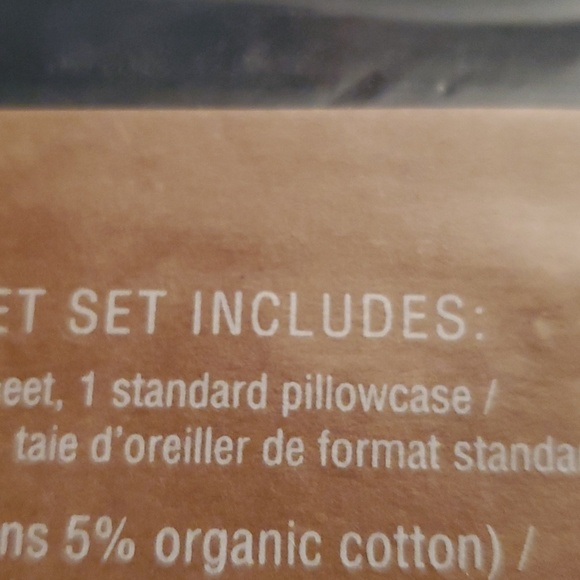 ET SET INCLUDES:
eet, 1 standard pillowcase /
taie d'oreiller de format standa
ns 5% organic cotton) /